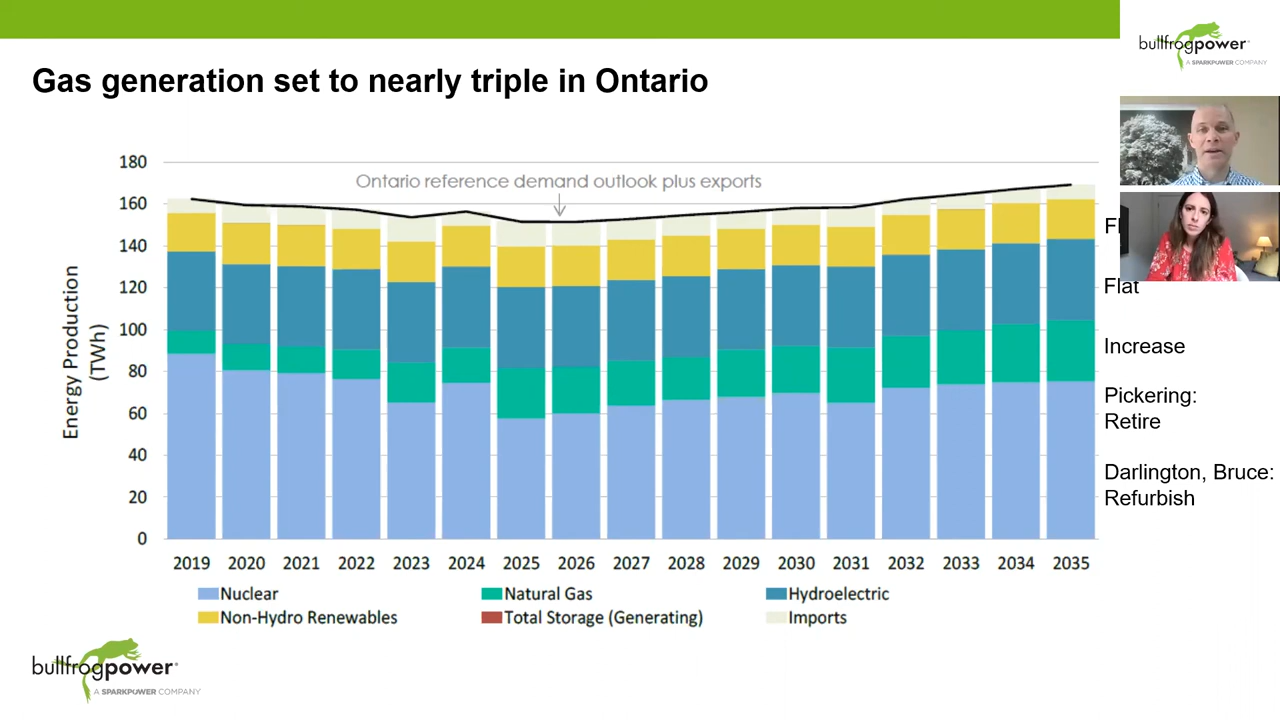 bullfrogpower
A SPARKPOWER COMPANY
Gas generation set to nearly triple in Ontario
180
160
140
120
100
80
60
40
20
0
Energy Production
(TWh)
Ontario reference demand outlook plus exports
Flat
Increase
Pickering:
Retire
Darlington, Bruce:
Refurbish
2019 2020 2021 2022 2023 2024 2025 2026 2027 2028 2029 2030 2031 2032 2033 2034 2035
Nuclear Natural Gas Hydroelectric
Non-Hydro Renewables Total Storage (Generating) Imports
bullfrogpower
A SPARKPOWER COMPANY